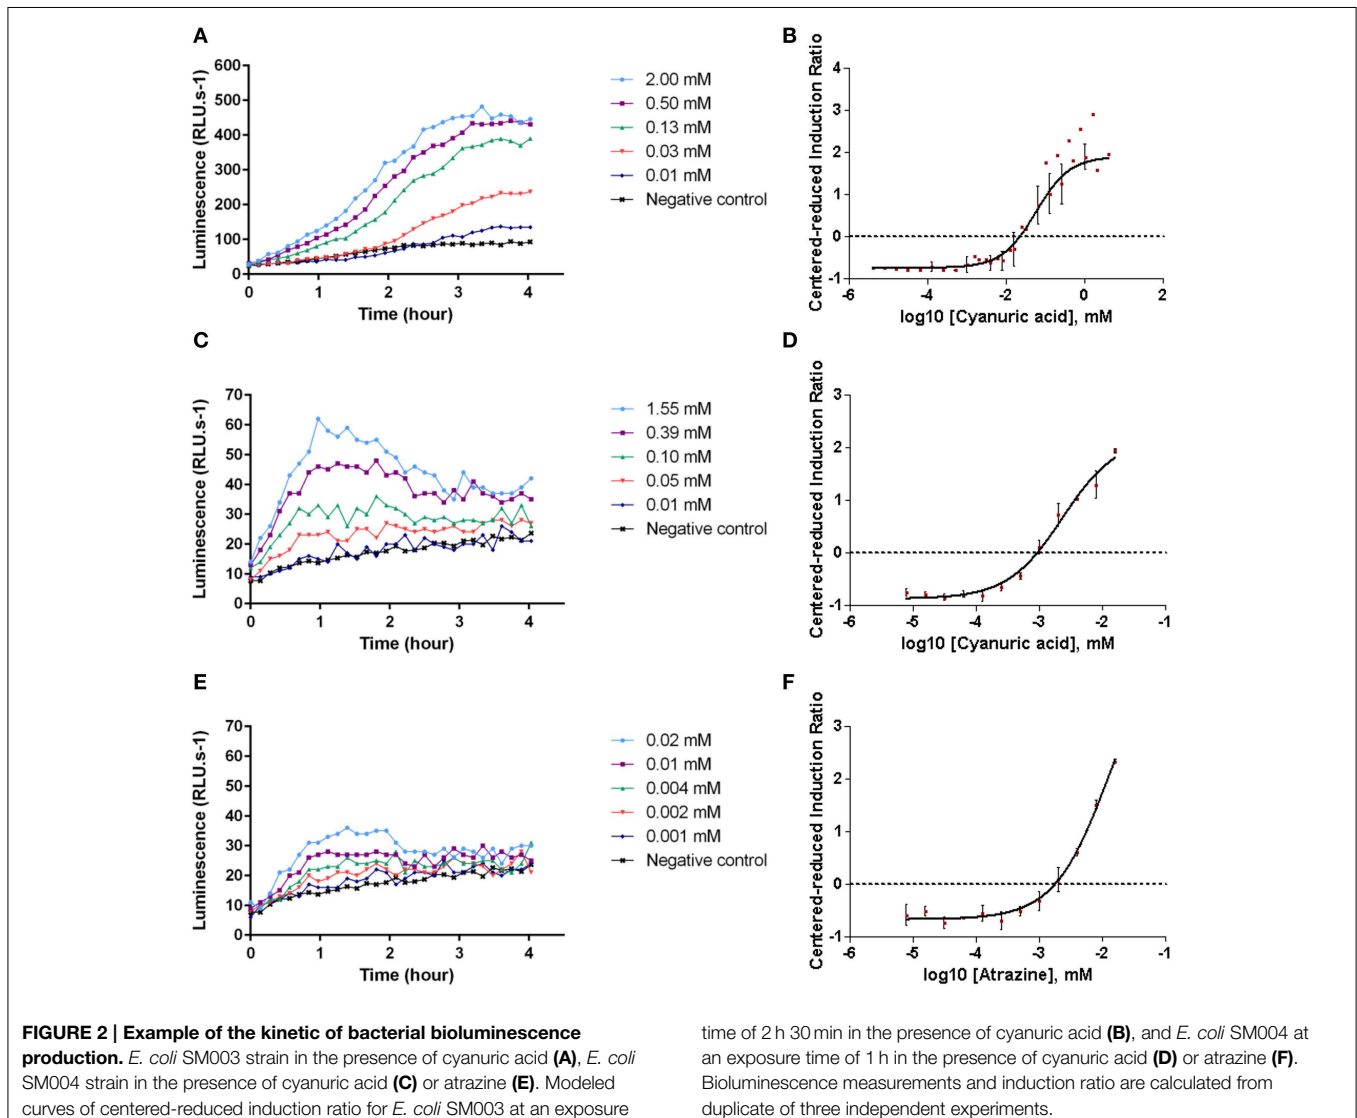 A
600
500
400
300
200
100
0
Luminescence (RLU.s-1)
0
1
2
3
4
Time (hour)
2.00 mM
0.50 mM
0.13 mM
0.03 mM
0.01 mM
Negative control
B
4
3
2
1
0
-1
Centered-reduced Induction Ratio
-6
-4
-2
0
2
log10 [Cyanuric acid], mM
C
70
60
50
40
30
20
10
0
Luminescence (RLU.s-1)
0
1
2
3
4
Time (hour)
1.55 mM
0.39 mM
0.10 mM
0.05 mM
0.01 mM
Negative control
D
3
2
1
0
-1
Centered-reduced Induction Ratio
-6
-5
-4
-3
-2
-1
log10 [Cyanuric acid], mM
E
70
60
50
40
30
20
10
0
Luminescence (RLU.s-1)
0
1
2
3
4
Time (hour)
0.02 mM
0.01 mM
0.004 mM
0.002 mM
0.001 mM
Negative control
F
3
2
1
0
-1
Centered-reduced Induction Ratio
-6
-5
-4
-3
-2
-1
log10 [Atrazine], mM
FIGURE 2 | Example of the kinetic of bacterial bioluminescence
production. E. coli SM003 strain in the presence of cyanuric acid (A), E. coli
SM004 strain in the presence of cyanuric acid (C) or atrazine (E). Modeled
curves of centered-reduced induction ratio for E. coli SM003 at an exposure
time of 2 h 30 min in the presence of cyanuric acid (B), and E. coli SM004 at
an exposure time of 1 h in the presence of cyanuric acid (D) or atrazine (F).
Bioluminescence measurements and induction ratio are calculated from
duplicate of three independent experiments.